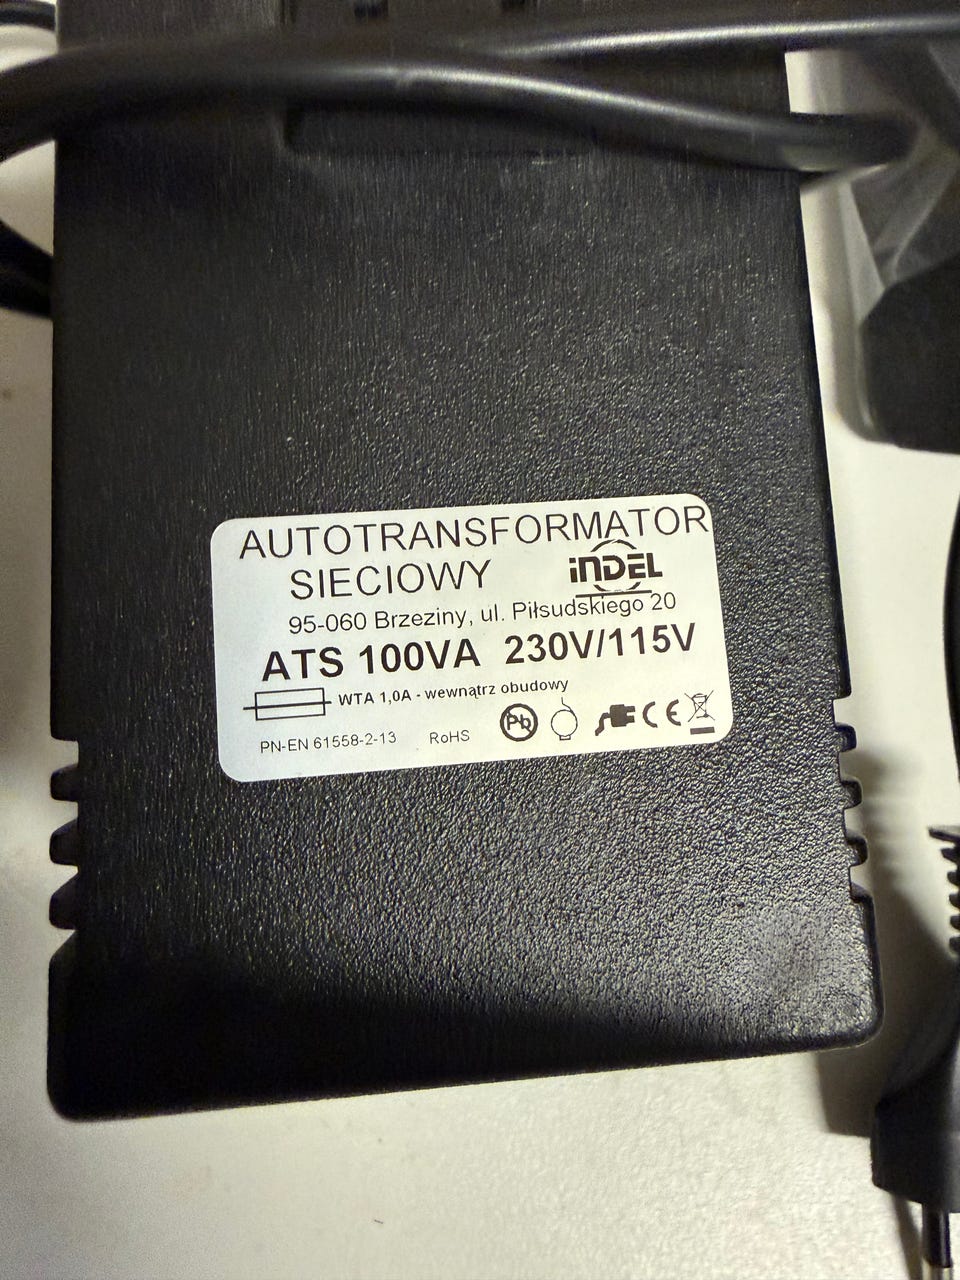 AUTOTRANSFORMATOR
SIECIOWY
iNDEL
95-060 Brzeziny, ul. Piłsudskiego 20
ATS 100VA 230V/115V
WTA 1,0A - wewnątrz obudowy
PN-EN 61558-2-13 RoHS Pb CE